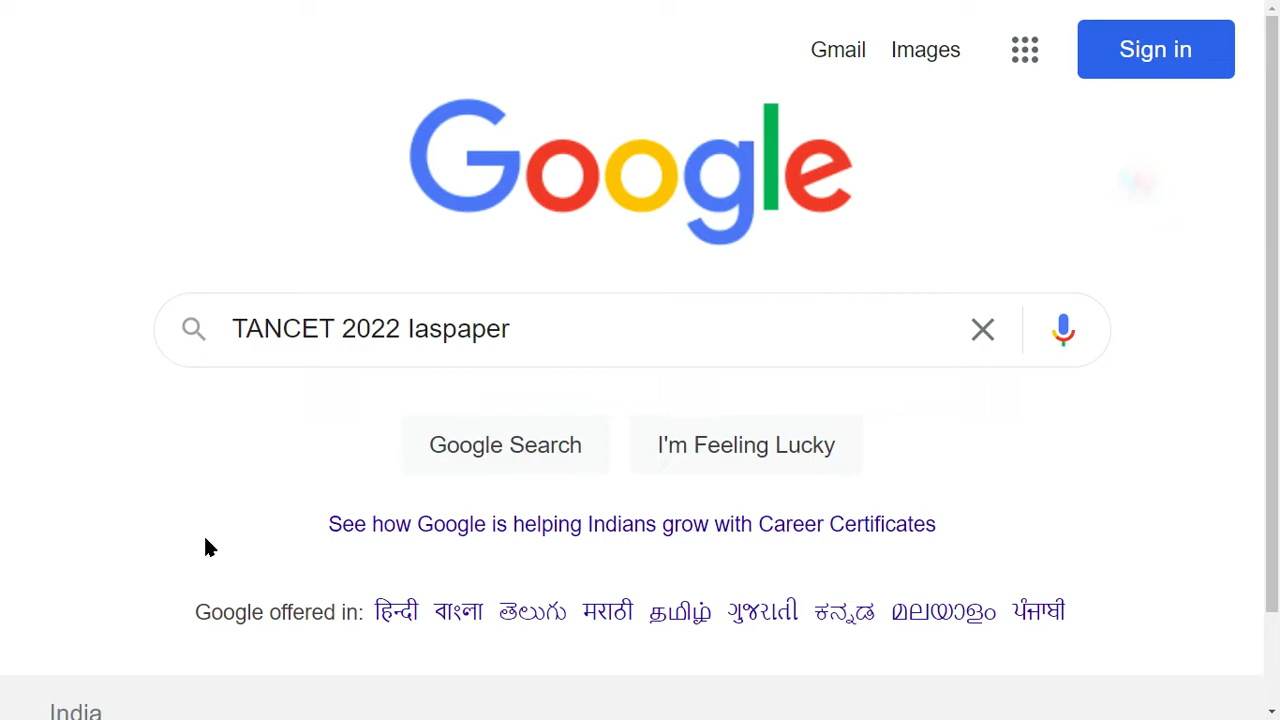 Gmail Images Sign in
Google
TANCET 2022 Iaspaper
Google Search I'm Feeling Lucky
See how Google is helping Indians grow with Career Certificates
Google offered in: हिन्दी বাংলা తెలుగు मराठी தமிழ் ગુજરાતી ಕನ್ನಡ മലയാളം ਪੰਜਾਬੀ
India